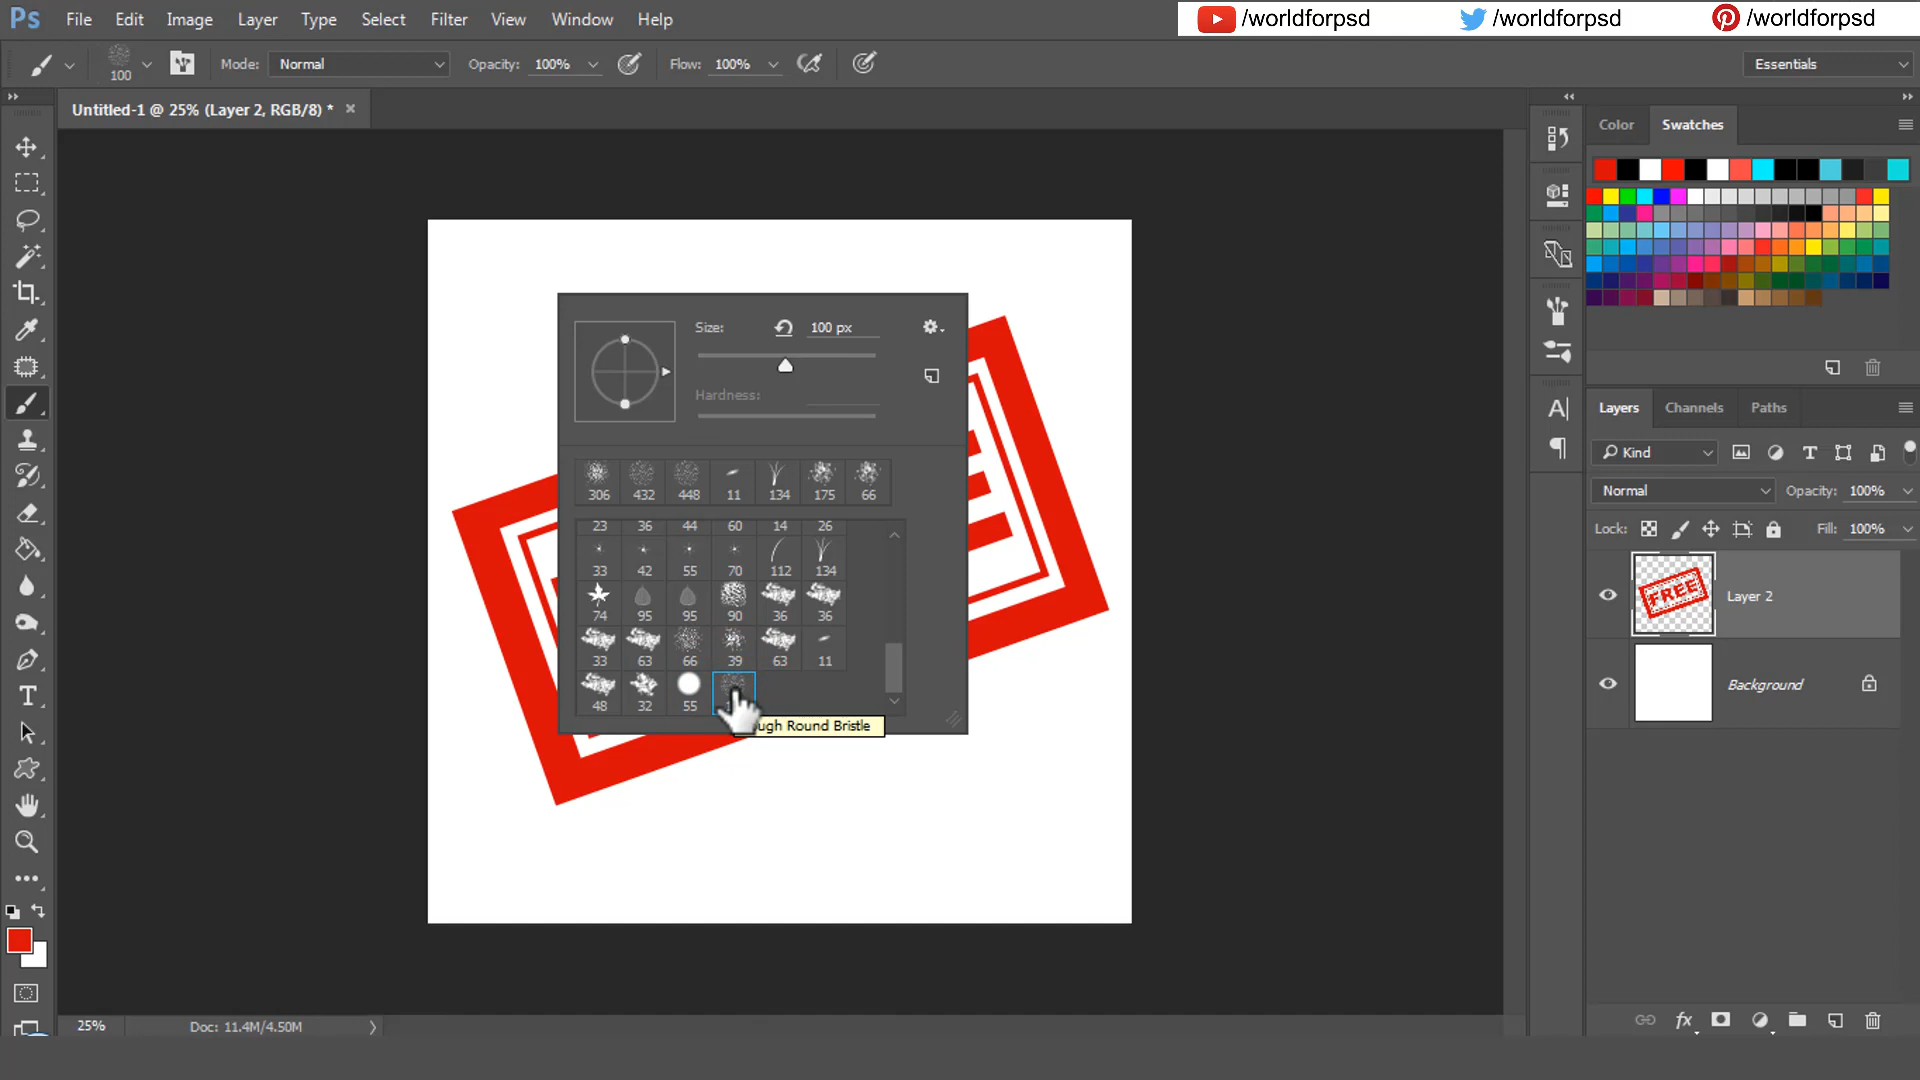 Ps File Edit Image Layer Type Select Filter View Window Help
/worldforpsd /worldforpsd /worldforpsd
100 Mode: Normal Opacity: 100% Flow: 100% Essentials
Untitled-1 @ 25% (Layer 2, RGB/8) * ×
Color Swatches
Size: 100 px
Hardness:
306 432 448 11 134 175 66
23 36 44 60 14 26
33 42 55 70 112 134
74 95 95 90 36 36
33 63 66 39 63 11
48 32 55
ugh Round Bristle
Layers Channels Paths
Kind
Normal Opacity: 100%
Lock: Fill: 100%
FREE
Layer 2
Background
25% Doc: 11.4M/4.50M